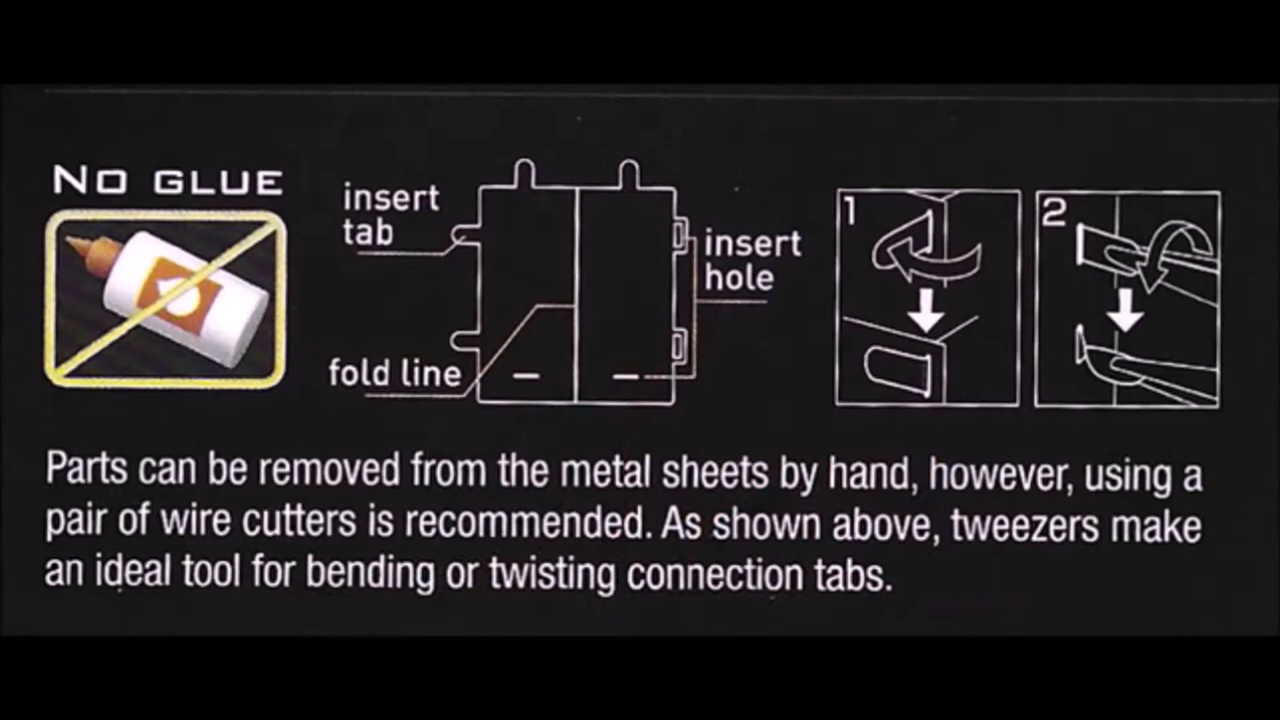 NO GLUE
insert
tab
insert
hole
fold line
1
2
Parts can be removed from the metal sheets by hand, however, using a
pair of wire cutters is recommended. As shown above, tweezers make
an ideal tool for bending or twisting connection tabs.